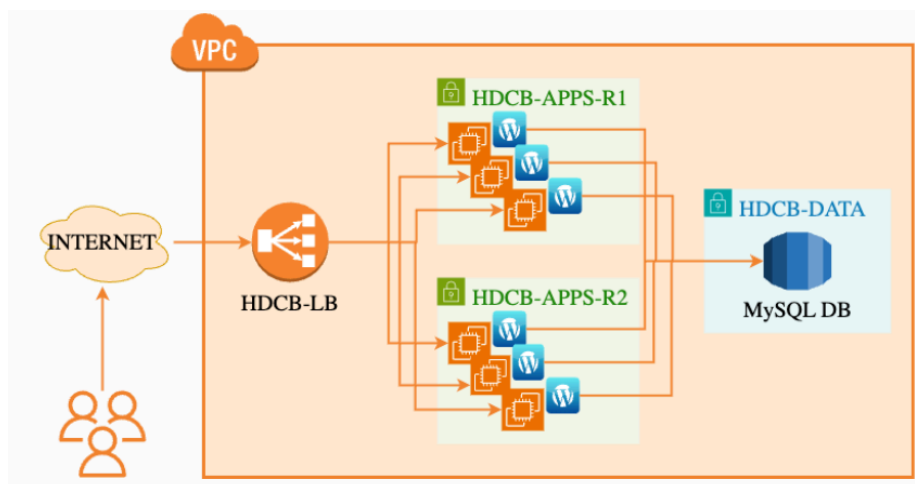 VPC
HDCB-APPS-R1
INTERNET
HDCB-LB
HDCB-DATA
MySQL DB
HDCB-APPS-R2